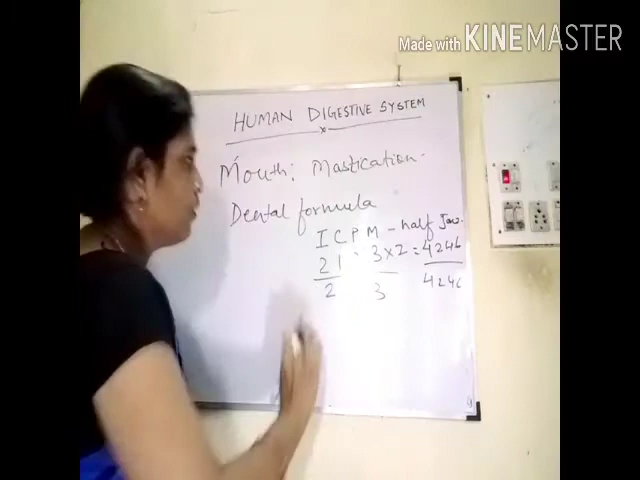 Made with KINEMASTER
HUMAN DIGESTIVE SYSTEM
x
Mouth: Mastication.
Dental formula
I C P M - half Jaw.
2 1 3 x 2 = 4246
2 3 4246